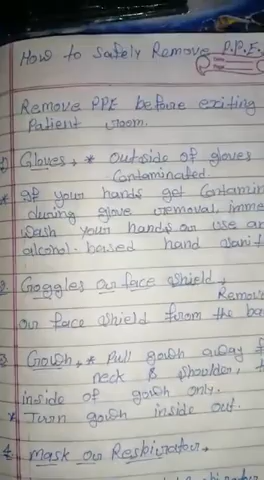 How to safely Remove P.P.E.
Remove PPE before exiting
Patient room.
1) Gloves, * Outside of gloves
Contaminated.
* If your hands get Contamin
during glove removal, imme
Wash your hands or use an
alcohol-based hand sanit
2. Goggles or face shield,
Remove
or face shield from the ba
3 Gown, * Pull gown away f
neck & shoulder, t
inside of gown only.
* Turn gown inside out.
4. Mask or Respirator,